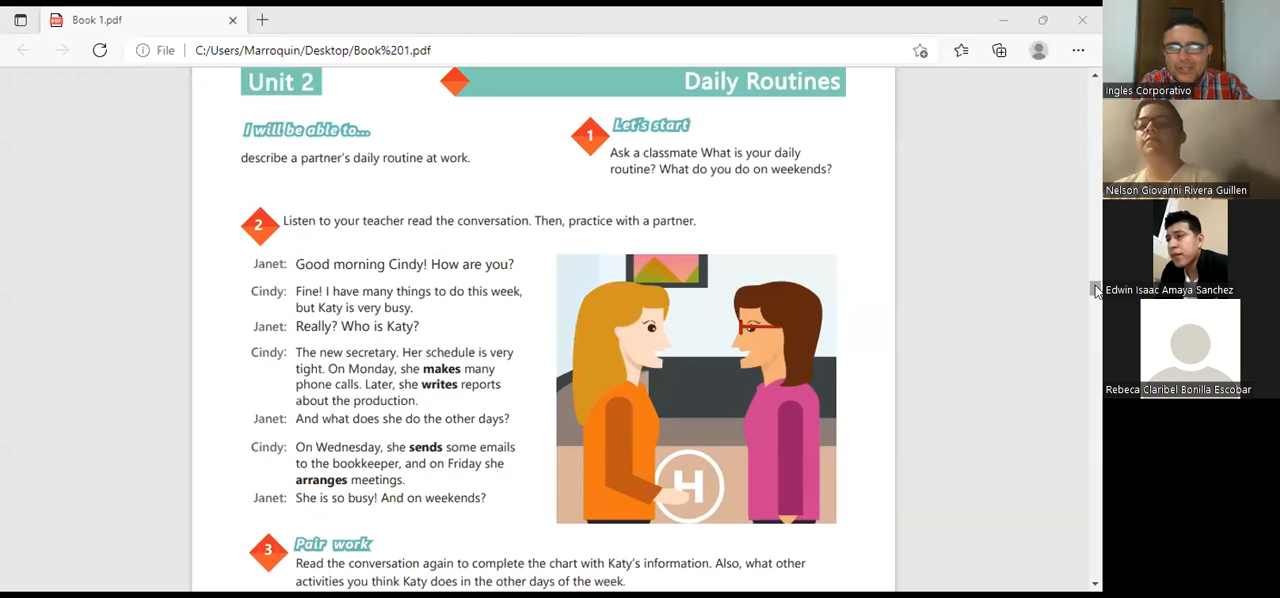 Book 1.pdf
File
C:/Users/Marroquin/Desktop/Book%201.pdf
Unit 2
Daily Routines
I will be able to...
describe a partner's daily routine at work.
1
Let's start
Ask a classmate What is your daily
routine? What do you do on weekends?
2
Listen to your teacher read the conversation. Then, practice with a partner.
Janet: Good morning Cindy! How are you?
Cindy: Fine! I have many things to do this week,
but Katy is very busy.
Janet: Really? Who is Katy?
Cindy: The new secretary. Her schedule is very
tight. On Monday, she makes many
phone calls. Later, she writes reports
about the production.
Janet: And what does she do the other days?
Cindy: On Wednesday, she sends some emails
to the bookkeeper, and on Friday she
arranges meetings.
Janet: She is so busy! And on weekends?
H
3
Pair work
Read the conversation again to complete the chart with Katy's information. Also, what other
activities you think Katy does in the other days of the week.
Ingles Corporativo
Nelson Giovanni Rivera Guillen
Edwin Isaac Amaya Sanchez
Rebeca Claribel Bonilla Escobar